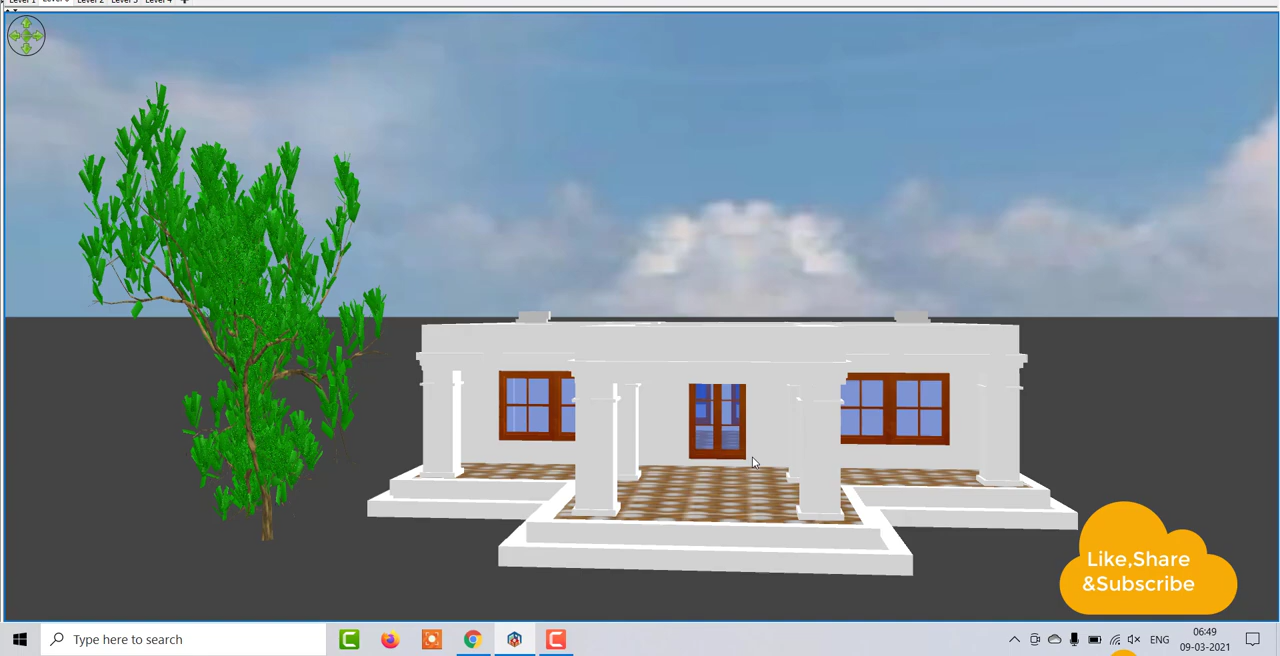 Like,Share
&Subscribe
Type here to search
ENG
06:49
09-03-2021